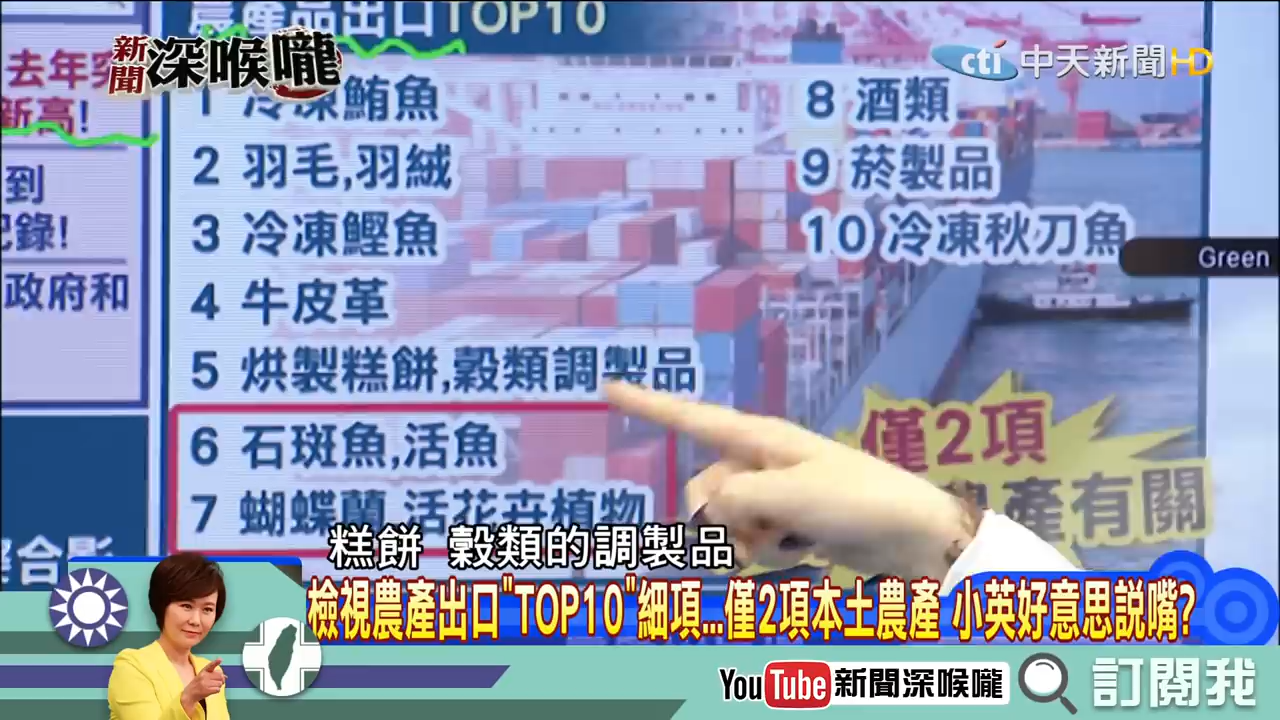 農產品出口TOP10
新聞深喉嚨
cti 中天新聞HD
去年突
新高!
到
記錄!
政府和
整合影
1 冷凍鮪魚
2 羽毛,羽絨
3 冷凍鰹魚
4 牛皮革
5 烘製糕餅,穀類調製品
6 石斑魚,活魚
7 蝴蝶蘭,活花卉植物
8 酒類
9 菸製品
10 冷凍秋刀魚
Green
僅2項
農產有關
糕餅 穀類的調製品
檢視農產出口"TOP10"細項...僅2項本土農產 小英好意思說嘴?
YouTube 新聞深喉嚨
訂閱我